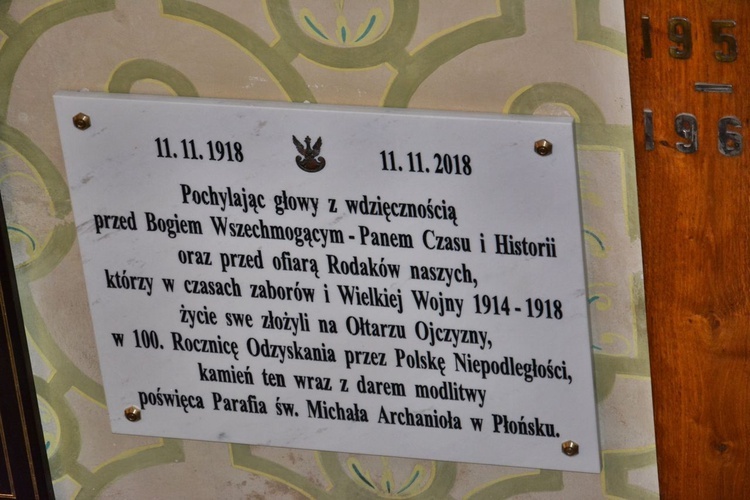 11.11.1918 11.11.2018
Pochylając głowy z wdzięcznością
przed Bogiem Wszechmogącym - Panem Czasu i Historii
oraz przed ofiarą Rodaków naszych,
którzy w czasach zaborów i Wielkiej Wojny 1914 - 1918
życie swe złożyli na Ołtarzu Ojczyzny,
w 100. Rocznicę Odzyskania przez Polskę Niepodległości,
kamień ten wraz z darem modlitwy
poświęca Parafia św. Michała Archanioła w Płońsku.
195
196